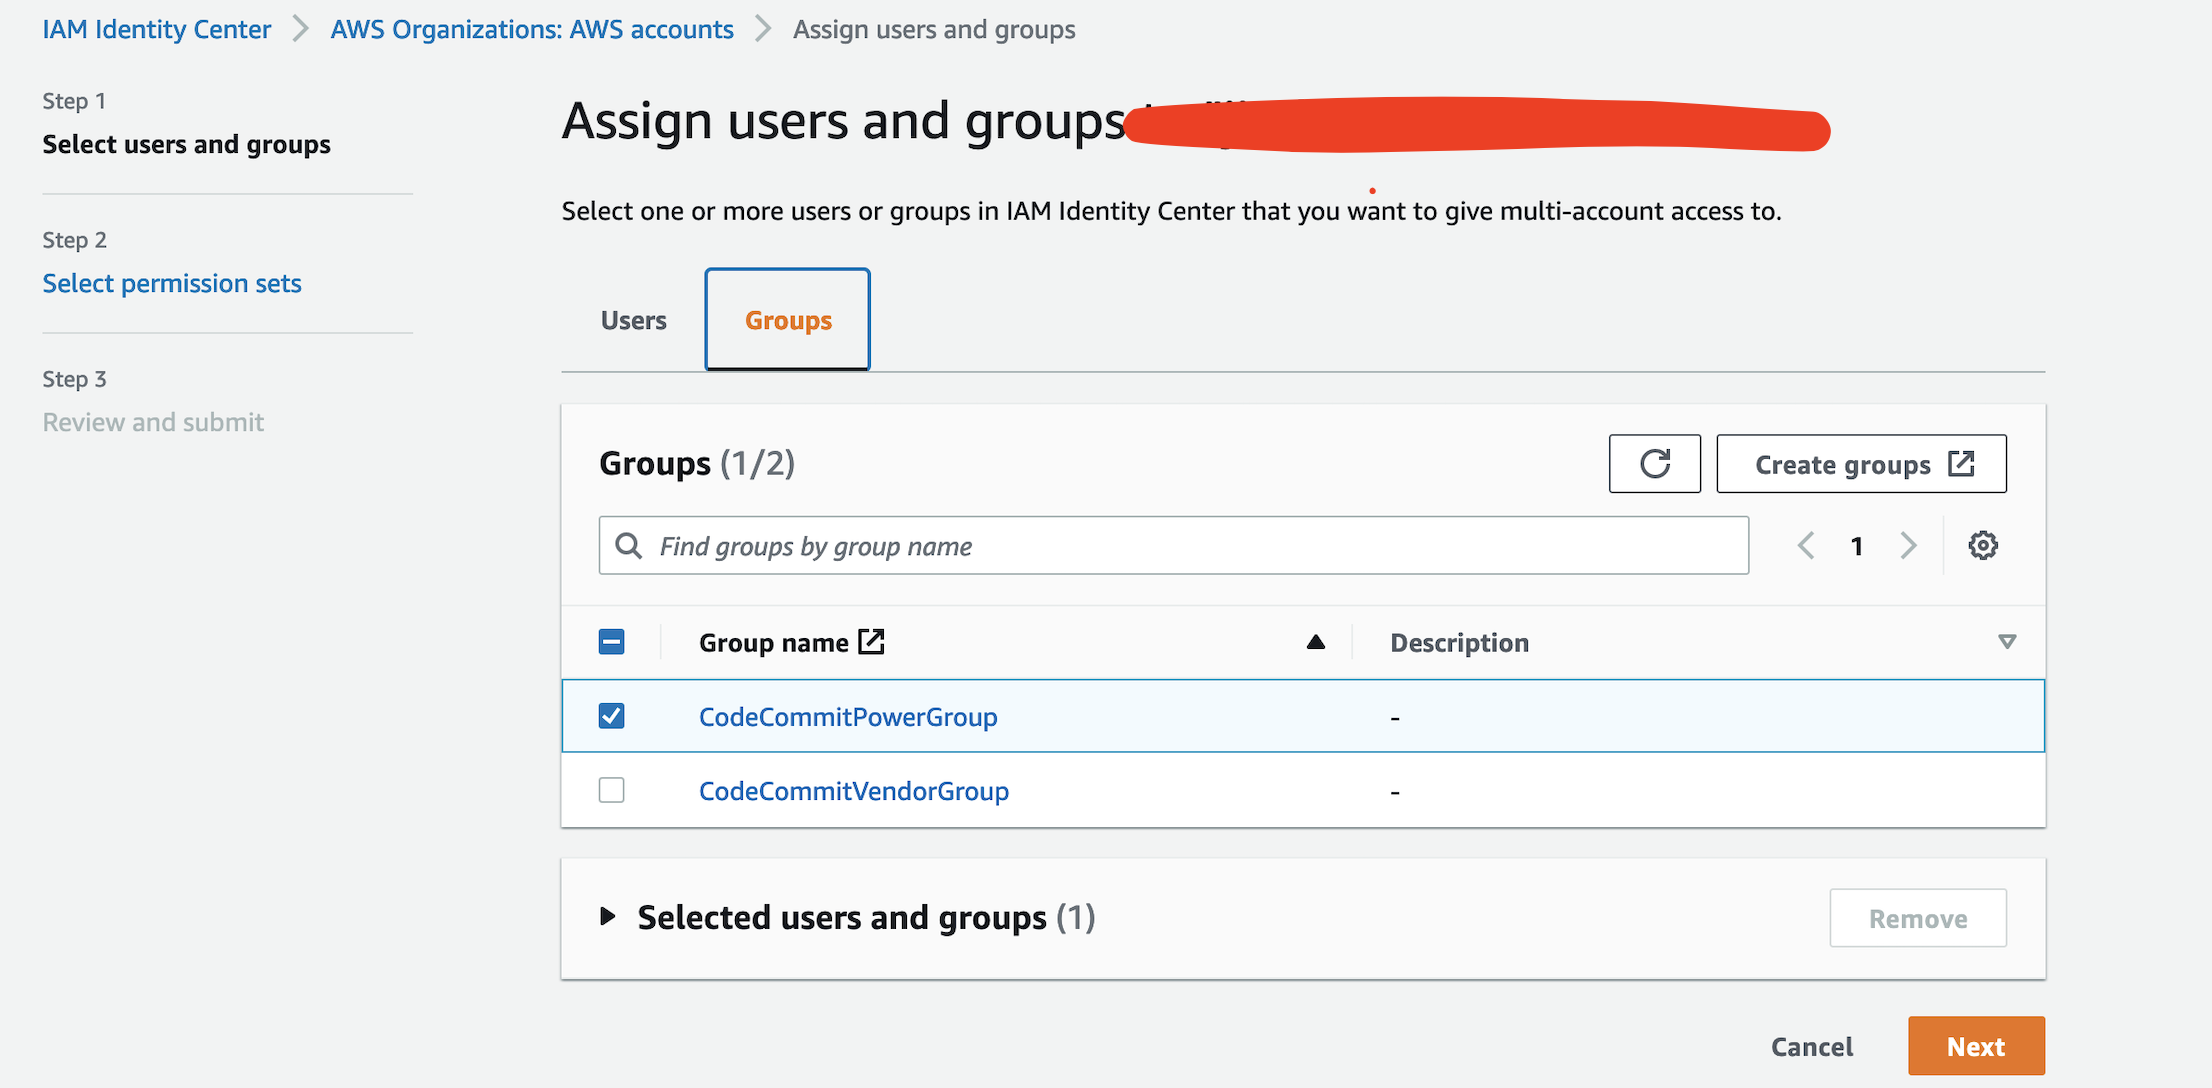 IAM Identity Center > AWS Organizations: AWS accounts > Assign users and groups
Step 1
Select users and groups
Step 2
Select permission sets
Step 3
Review and submit
Assign users and groups
Select one or more users or groups in IAM Identity Center that you want to give multi-account access to.
Users Groups
Groups (1/2)
Create groups
Find groups by group name
1
Group name Description
CodeCommitPowerGroup -
CodeCommitVendorGroup -
Selected users and groups (1)
Remove
Cancel Next